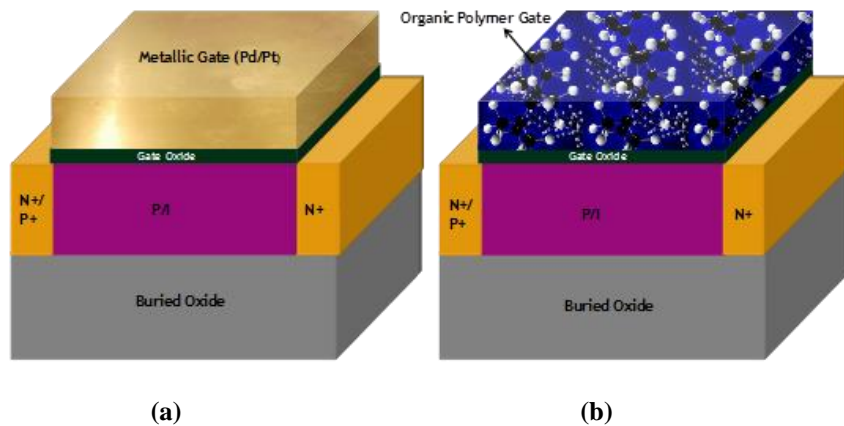 Organic Polymer Gate
Metallic Gate (Pd/Pt)
Gate Oxide
N+/
P+
P/I
N+
Buried Oxide
Gate Oxide
N+/
P+
P/I
N+
Buried Oxide
(a)
(b)